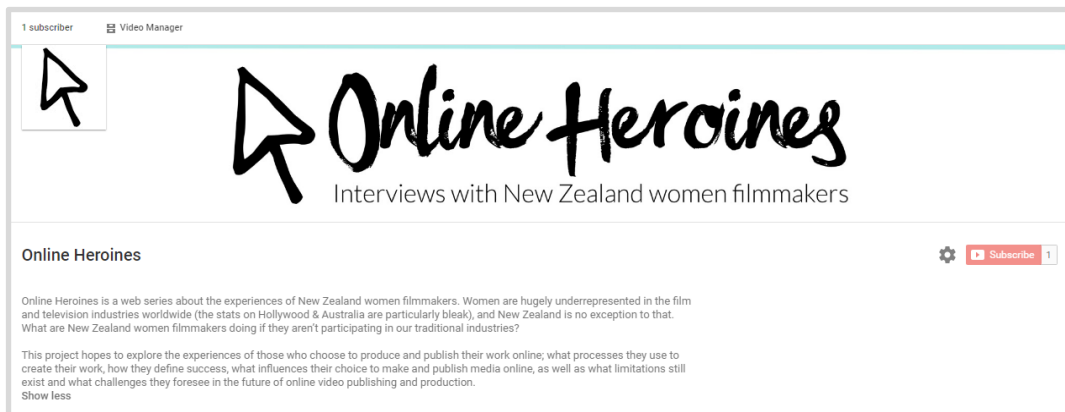 1 subscriber
Video Manager
Online Heroines
Interviews with New Zealand women filmmakers
Online Heroines
Subscribe 1
Online Heroines is a web series about the experiences of New Zealand women filmmakers. Women are hugely underrepresented in the film
and television industries worldwide (the stats on Hollywood & Australia are particularly bleak), and New Zealand is no exception to that.
What are New Zealand women filmmakers doing if they aren't participating in our traditional industries?
This project hopes to explore the experiences of those who choose to produce and publish their work online; what processes they use to
create their work, how they define success, what influences their choice to make and publish media online, as well as what limitations still
exist and what challenges they foresee in the future of online video publishing and production.
Show less